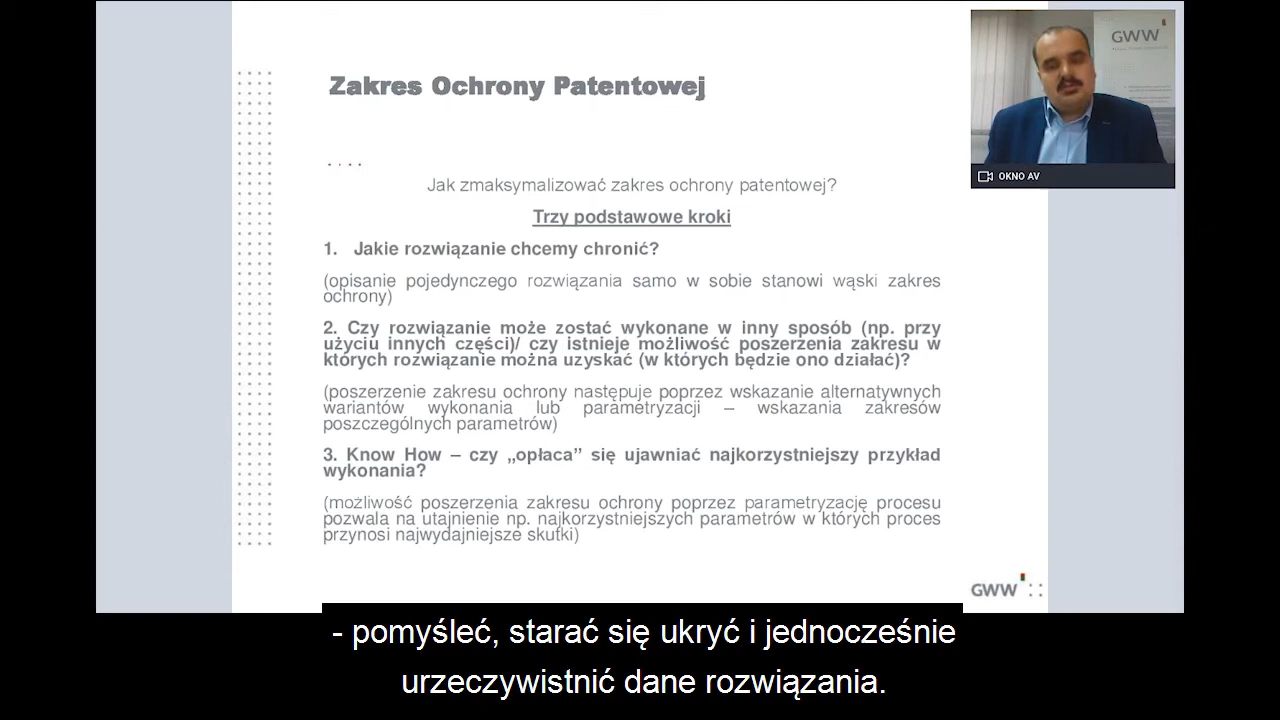 Zakres Ochrony Patentowej
GWW
OKNO AV
Jak zmaksymalizować zakres ochrony patentowej?
Trzy podstawowe kroki
1. Jakie rozwiązanie chcemy chronić?
(opisanie pojedynczego rozwiązania samo w sobie stanowi wąski zakres
ochrony)
2. Czy rozwiązanie może zostać wykonane w inny sposób (np. przy
użyciu innych części)/ czy istnieje możliwość poszerzenia zakresu w
których rozwiązanie można uzyskać (w których będzie ono działać)?
(poszerzenie zakresu ochrony następuje poprzez wskazanie alternatywnych
wariantów wykonania lub parametryzacji – wskazania zakresów
poszczególnych parametrów)
3. Know How – czy „opłaca” się ujawniać najkorzystniejszy przykład
wykonania?
(możliwość poszerzenia zakresu ochrony poprzez parametryzację procesu
pozwala na utajnienie np. najkorzystniejszych parametrów w których proces
przynosi najwydajniejsze skutki)
GWW
- pomyśleć, starać się ukryć i jednocześnie
urzeczywistnić dane rozwiązania.